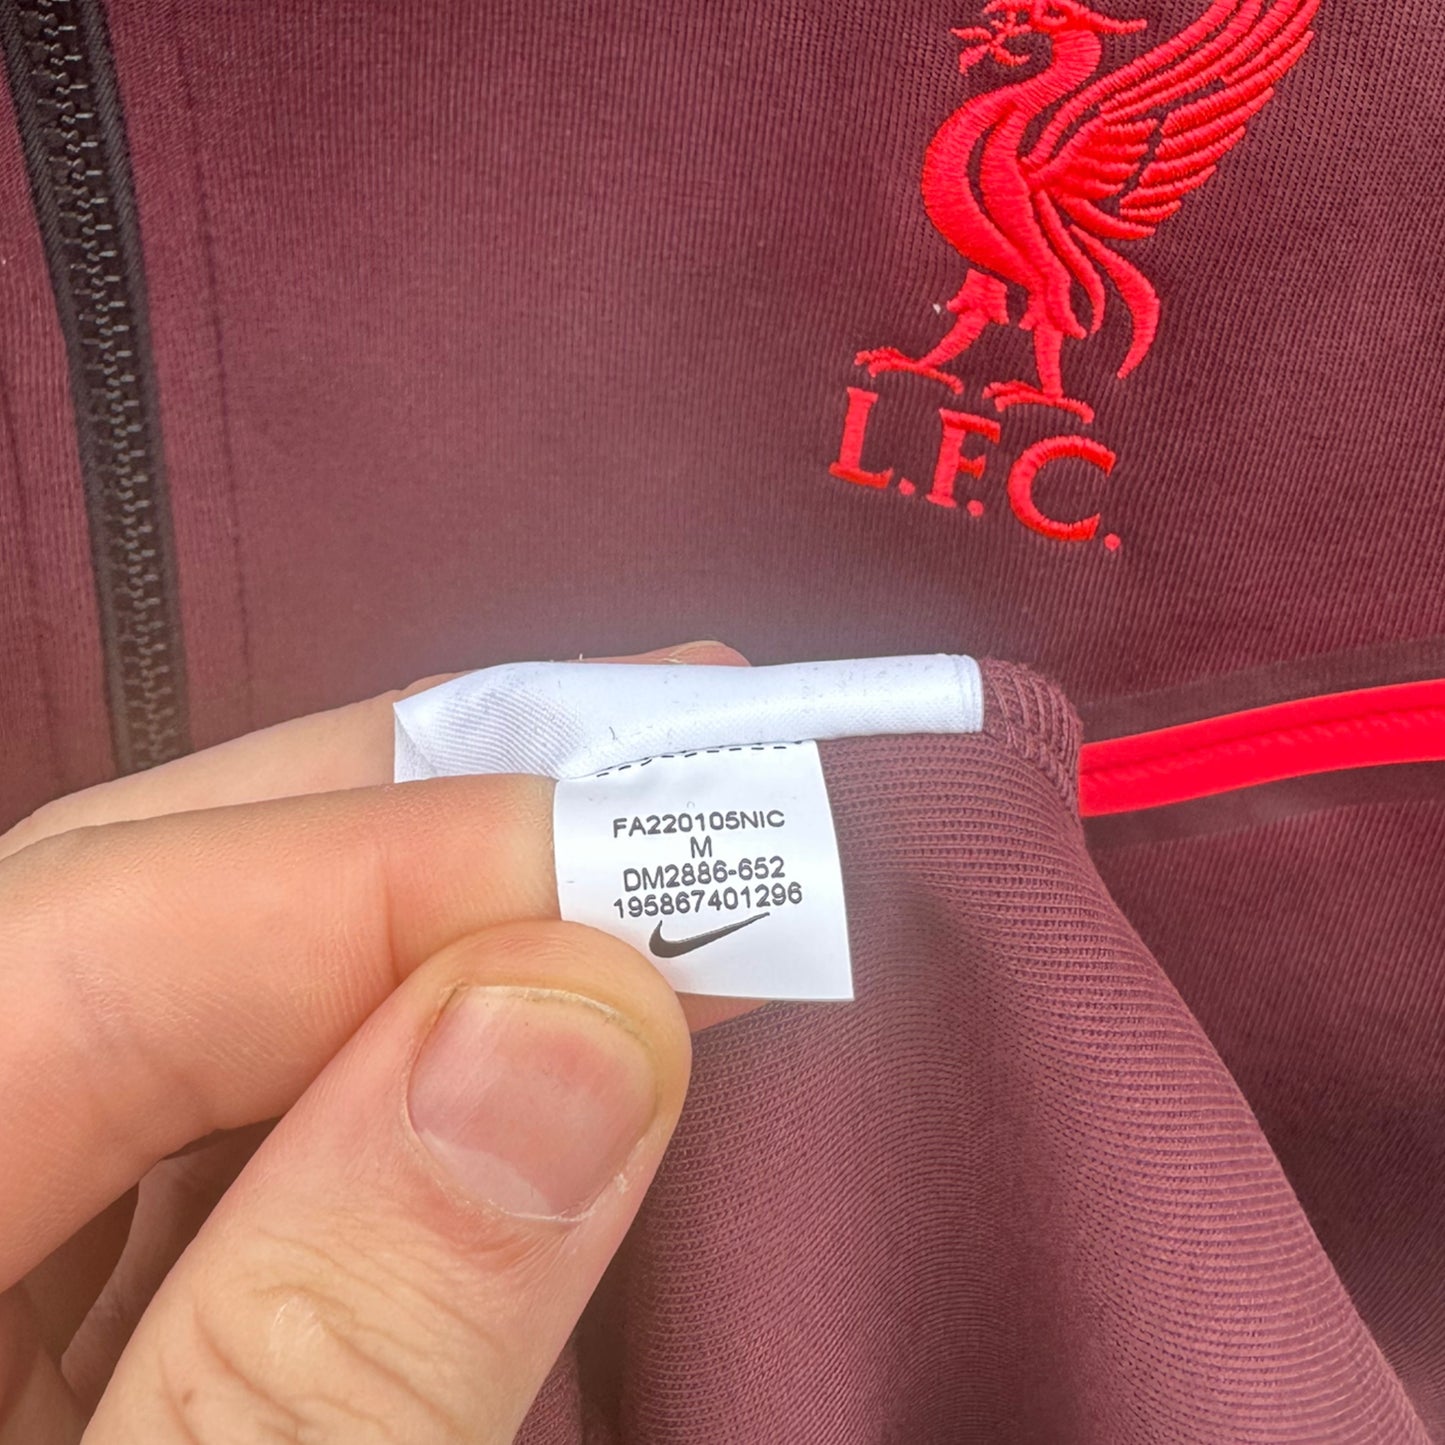 L.F.C.
FA220105NIC
M
DM2886-652
195867401296